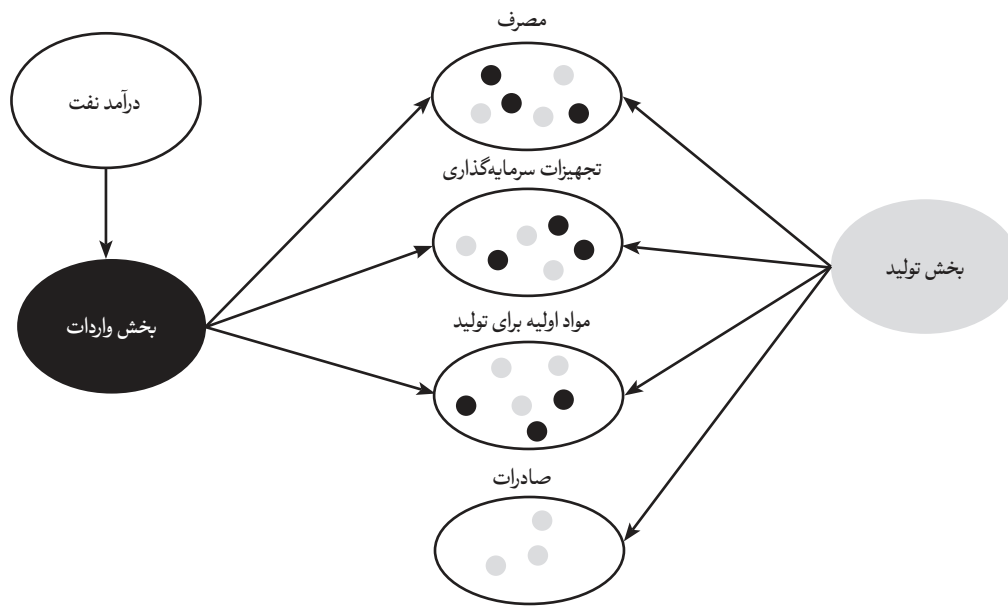 مصرف
درآمد نفت
تجهیزات سرمایه‌گذاری
بخش تولید
بخش واردات
مواد اولیه برای تولید
صادرات